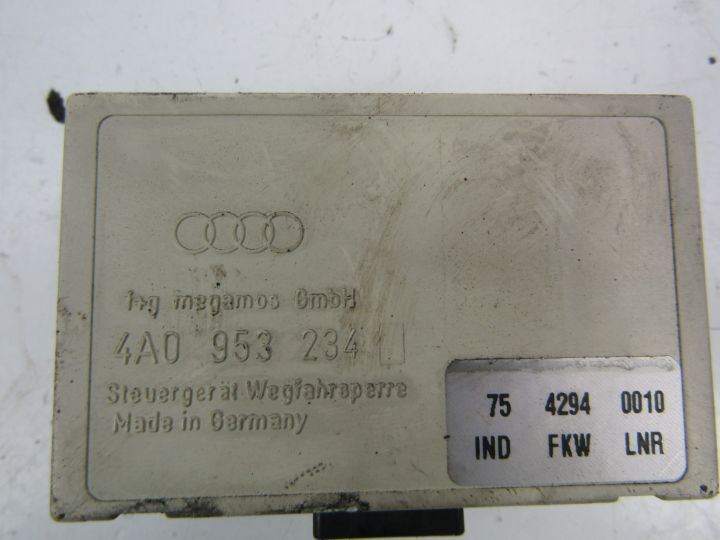 f+g megamos GmbH
4A0 953 234
Steuergerät Wegfahrsperre
Made in Germany
75 4294 0010
IND FKW LNR